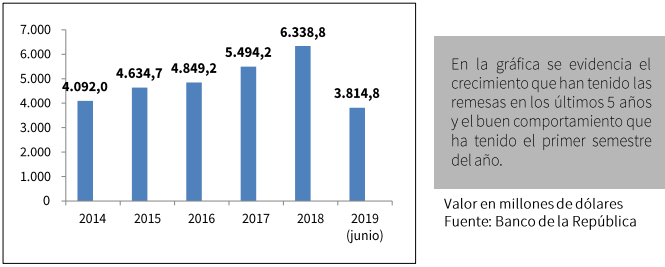 7.000
6.000
5.000
4.000
3.000
2.000
1.000
0
4.092,0
4.634,7
4.849,2
5.494,2
6.338,8
3.814,8
2014 2015 2016 2017 2018 2019
(junio)
En la gráfica se evidencia el
crecimiento que han tenido las
remesas en los últimos 5 años
y el buen comportamiento que
ha tenido el primer semestre
del año.
Valor en millones de dólares
Fuente: Banco de la República